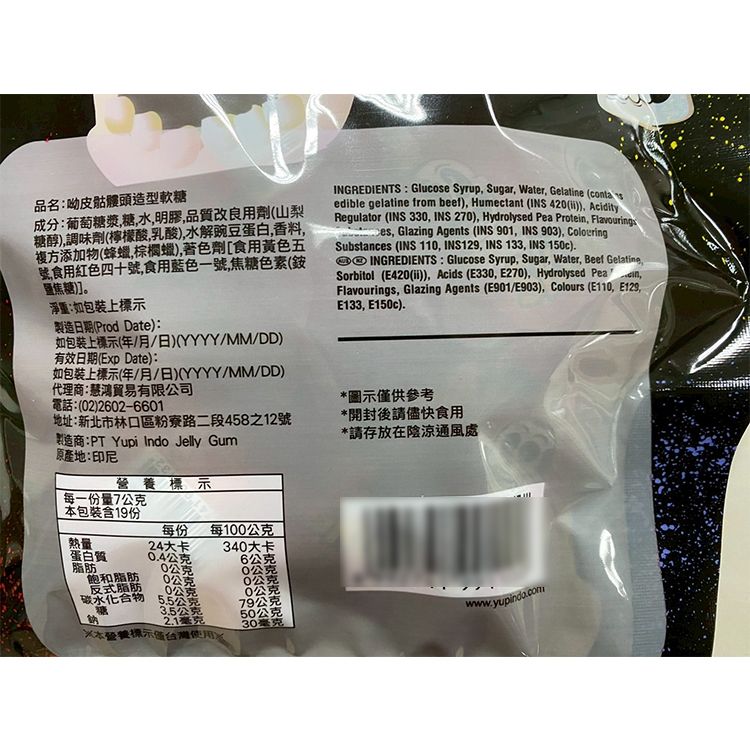 品名:呦皮骷髏頭造型軟糖
成分:葡萄糖漿,糖,水,明膠,品質改良用劑(山梨
糖醇),調味劑(檸檬酸,乳酸),水解豌豆蛋白,香料,
複方添加物(蜂蠟,棕櫚蠟),著色劑[食用黃色五
號,食用紅色四十號,食用藍色一號,焦糖色素(銨
鹽焦糖)]。
淨重:如包裝上標示
製造日期(Prod Date):
如包裝上標示(年/月/日)(YYYY/MM/DD)
有效日期(Exp Date):
如包裝上標示(年/月/日)(YYYY/MM/DD)
代理商:慧鴻貿易有限公司
電話:(02)2602-6601
地址:新北市林口區粉寮路二段458之12號
製造商:PT Yupi Indo Jelly Gum
原產地:印尼
營養標示
每一份量7公克
本包裝含19份
每份 每100公克
熱量 24大卡 340大卡
蛋白質 0.4公克 6公克
脂肪 0公克 0公克
飽和脂肪 0公克 0公克
反式脂肪 0公克 0公克
碳水化合物 5.5公克 79公克
糖 3.5公克 50公克
鈉 2.1毫克 30毫克
※本營養標示僅台灣使用※
INGREDIENTS : Glucose Syrup, Sugar, Water, Gelatine (contains
edible gelatine from beef), Humectant (INS 420(ii)), Acidity
Regulator (INS 330, INS 270), Hydrolysed Pea Protein, Flavouring
Substances, Glazing Agents (INS 901, INS 903), Colouring
Substances (INS 110, INS129, INS 133, INS 150c).
AUD NZ INGREDIENTS : Glucose Syrup, Sugar, Water, Beef Gelatine,
Sorbitol (E420(ii)), Acids (E330, E270), Hydrolysed Pea Protein,
Flavourings, Glazing Agents (E901/E903), Colours (E110, E129,
E133, E150c).
*圖示僅供參考
*開封後請儘快食用
*請存放在陰涼通風處
www.yupindo.com